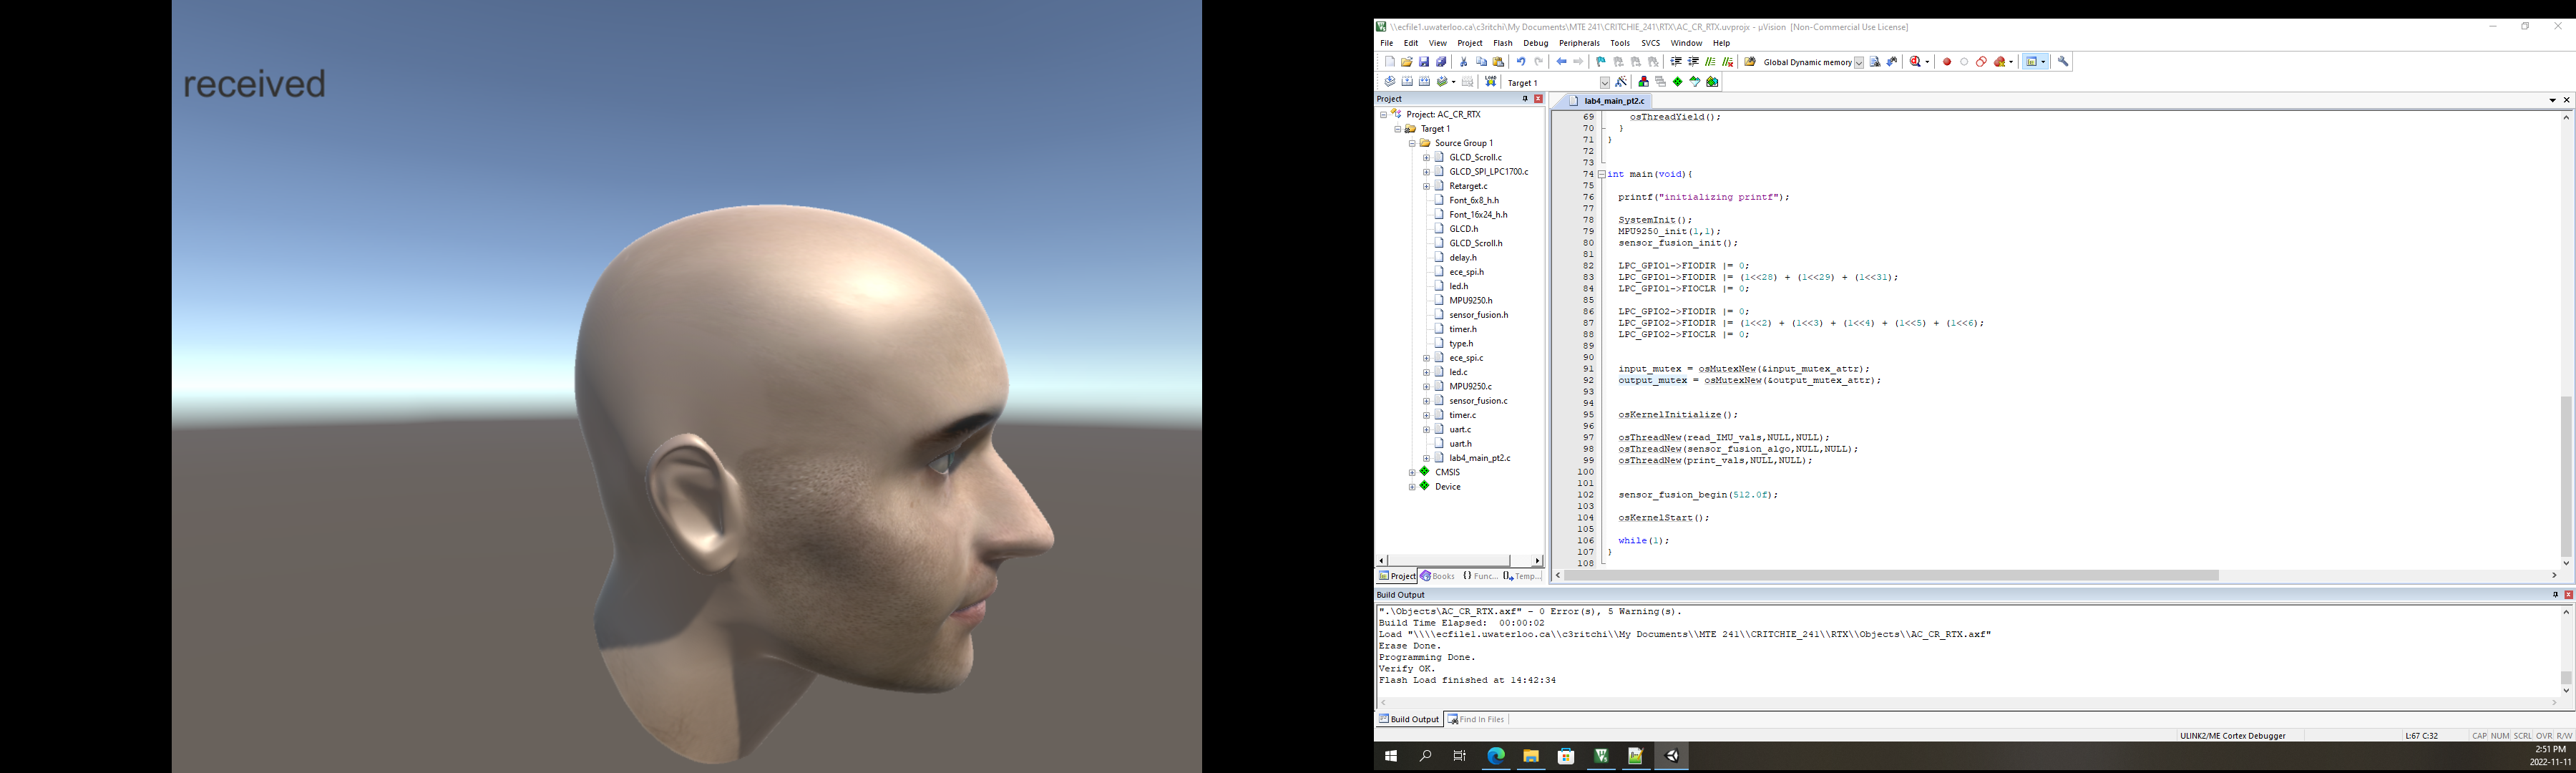 received
\\ecfile1.uwaterloo.ca\c3ritchi\My Documents\MTE 241\CRITCHIE_241\RTX\AC_CR_RTX.uvprojx - µVision  [Non-Commercial Use License]
File Edit View Project Flash Debug Peripherals Tools SVCS Window Help
Global Dynamic memory
LOAD Target 1
Project
Project: AC_CR_RTX
Target 1
Source Group 1
GLCD_Scroll.c
GLCD_SPI_LPC1700.c
Retarget.c
Font_6x8_h.h
Font_16x24_h.h
GLCD.h
GLCD_Scroll.h
delay.h
ece_spi.h
led.h
MPU9250.h
sensor_fusion.h
timer.h
type.h
ece_spi.c
led.c
MPU9250.c
sensor_fusion.c
timer.c
uart.c
uart.h
lab4_main_pt2.c
CMSIS
Device
Project Books {} Func... Temp...
lab4_main_pt2.c
69 osThreadYield();
70 }
71 }
72
73
74 int main(void){
75
76 printf("initializing printf");
77
78 SystemInit();
79 MPU9250_init(1,1);
80 sensor_fusion_init();
81
82 LPC_GPIO1->FIODIR |= 0;
83 LPC_GPIO1->FIODIR |= (1<<28) + (1<<29) + (1<<31);
84 LPC_GPIO1->FIOCLR |= 0;
85
86 LPC_GPIO2->FIODIR |= 0;
87 LPC_GPIO2->FIODIR |= (1<<2) + (1<<3) + (1<<4) + (1<<5) + (1<<6);
88 LPC_GPIO2->FIOCLR |= 0;
89
90
91 input_mutex = osMutexNew(&input_mutex_attr);
92 output_mutex = osMutexNew(&output_mutex_attr);
93
94
95 osKernelInitialize();
96
97 osThreadNew(read_IMU_vals,NULL,NULL);
98 osThreadNew(sensor_fusion_algo,NULL,NULL);
99 osThreadNew(print_vals,NULL,NULL);
100
101
102 sensor_fusion_begin(512.0f);
103
104 osKernelStart();
105
106 while(1);
107 }
108
Build Output
".\Objects\AC_CR_RTX.axf" - 0 Error(s), 5 Warning(s).
Build Time Elapsed:  00:00:02
Load "\\\\ecfile1.uwaterloo.ca\\c3ritchi\\My Documents\\MTE 241\\CRITCHIE_241\\RTX\\Objects\\AC_CR_RTX.axf"
Erase Done.
Programming Done.
Verify OK.
Flash Load finished at 14:42:34
Build Output Find In Files
ULINK2/ME Cortex Debugger L:67 C:32 CAP NUM SCRL OVR R/W
2:51 PM
2022-11-11